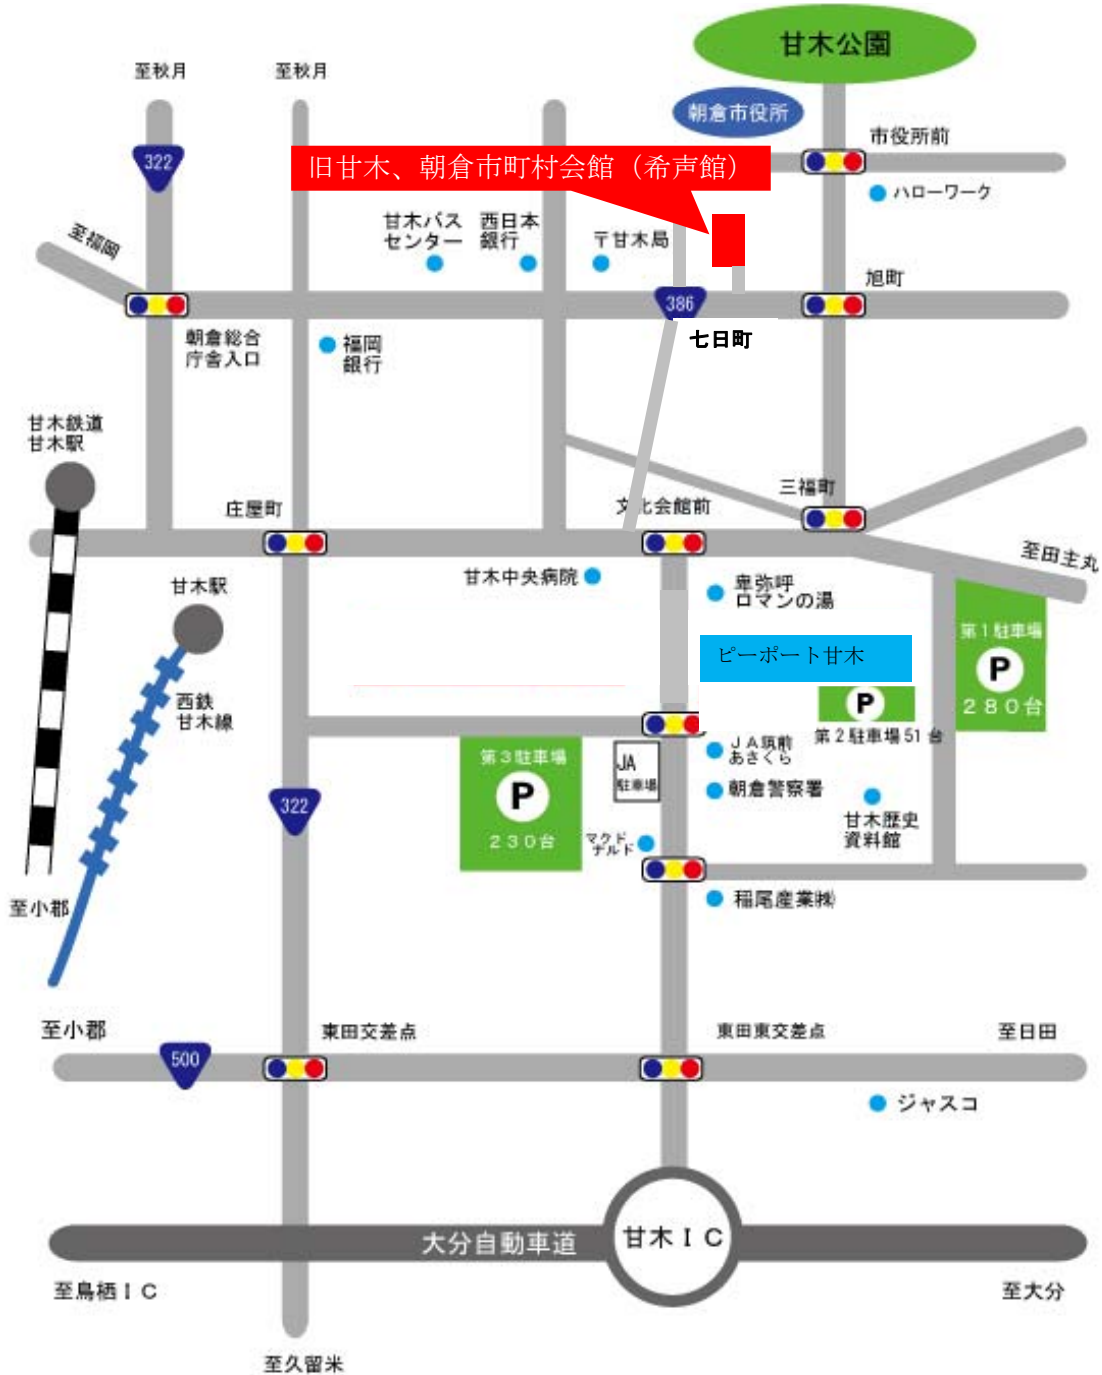 甘木公園
至秋月
至秋月
朝倉市役所
市役所前
322
旧甘木、朝倉市町村会館（希声館）
ハローワーク
至福岡
甘木バス
センター
西日本
銀行
〒甘木局
旭町
386
朝倉総合
庁舎入口
福岡
銀行
七日町
甘木鉄道
甘木駅
庄屋町
文化会館前
三福町
至田主丸
甘木中央病院
卑弥呼
ロマンの湯
甘木駅
第1駐車場
P
280台
ピーポート甘木
西鉄
甘木線
P
第2駐車場51台
第3駐車場
P
230台
JA
駐車場
JA筑前
あさくら
朝倉警察署
322
甘木歴史
資料館
マクド
ナルド
至小郡
稲尾産業㈱
至小郡
東田交差点
東田東交差点
至日田
500
ジャスコ
大分自動車道
甘木IC
至鳥栖IC
至大分
至久留米